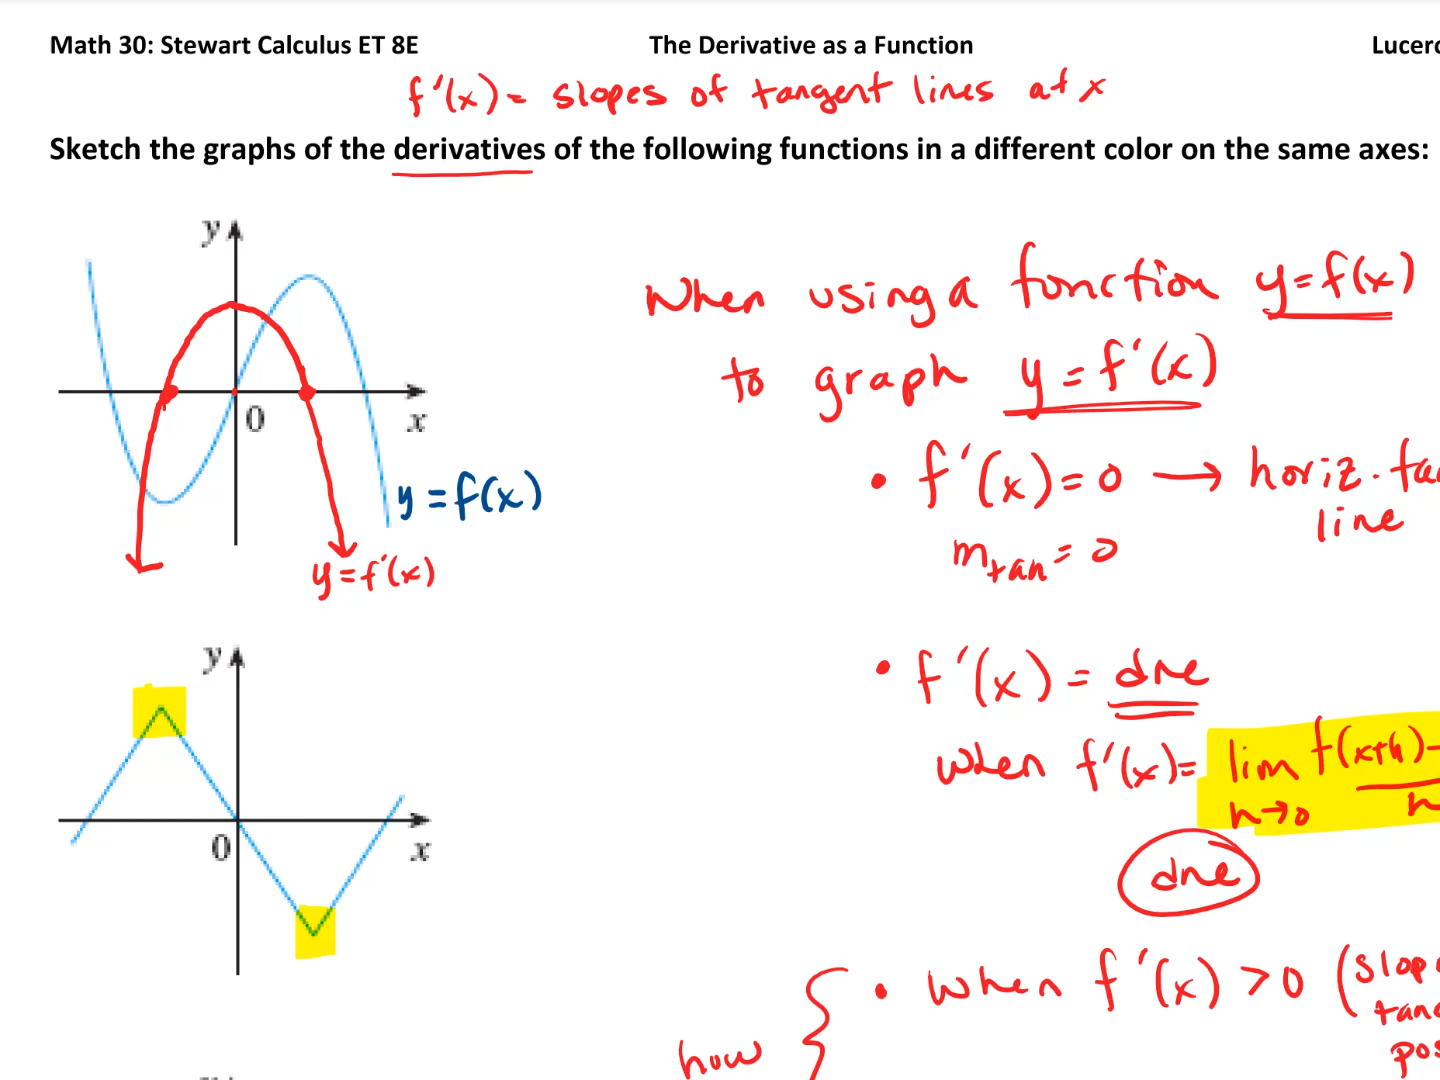 Math 30: Stewart Calculus ET 8E The Derivative as a Function Lucero
f'(x) = slopes of tangent lines at x
Sketch the graphs of the derivatives of the following functions in a different color on the same axes:
y
When using a function y=f(x)
to graph y=f'(x)
0 x
• f'(x)=0 → horiz.
line
y=f(x)
m tan = 0
y=f'(x)
y
• f'(x) = dne
when f'(x)= lim f(x+h)-
h→0 h
0 x
dne
• when f'(x) >0 (
how